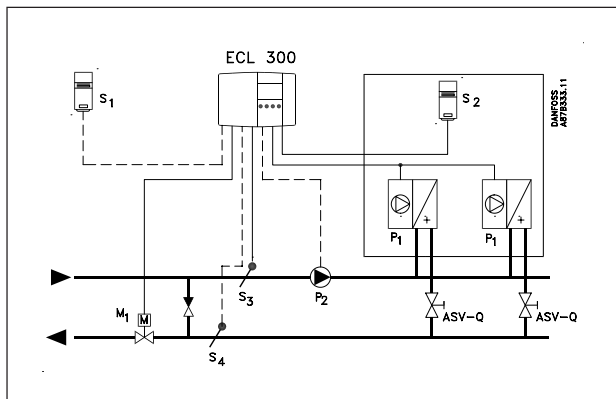 ECL 300
S1
S2
DANFOSS
A87B333.11
P1
P1
S3
P2
M1
M
ASV-Q
ASV-Q
S4